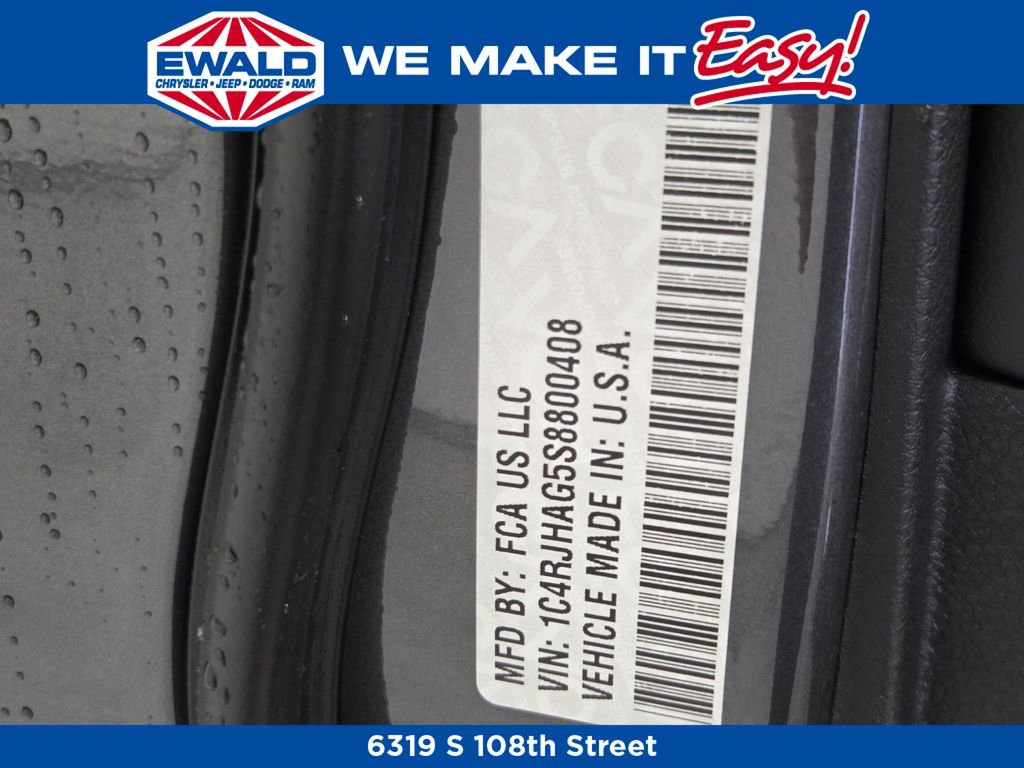 EWALD
CHRYSLER • JEEP • DODGE • RAM
WE MAKE IT Easy!
MFD BY: FCA US LLC
VIN: 1C4RJHAG5S8800408
VEHICLE MADE IN: U.S.A.
6319 S 108th Street